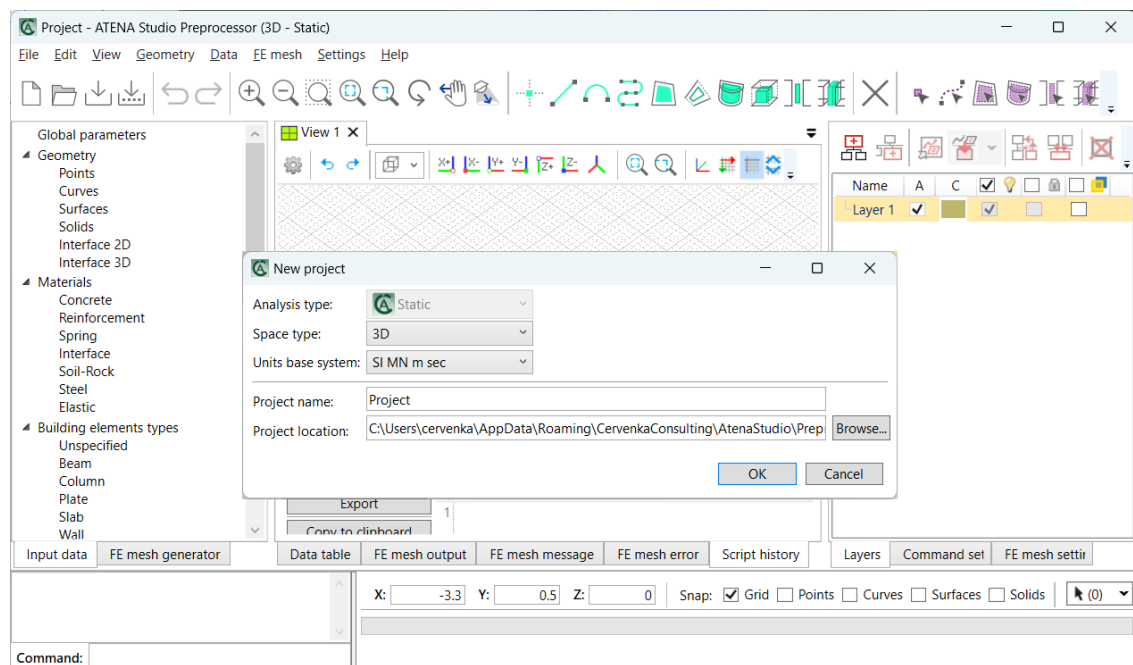 Project - ATENA Studio Preprocessor (3D - Static)
File Edit View Geometry Data FE mesh Settings Help
Global parameters
Geometry
Points
Curves
Surfaces
Solids
Interface 2D
Interface 3D
Materials
Concrete
Reinforcement
Spring
Interface
Soil-Rock
Steel
Elastic
Building elements types
Unspecified
Beam
Column
Plate
Slab
Wall
Input data FE mesh generator
View 1
X+ X- Y+ Y- Z+ Z-
New project
Analysis type: Static
Space type: 3D
Units base system: SI MN m sec
Project name: Project
Project location: C:\Users\cervenka\AppData\Roaming\CervenkaConsulting\AtenaStudio\Prep Browse...
OK Cancel
Export
1
Copy to clipboard
Data table FE mesh output FE mesh message FE mesh error Script history
Name A C
Layer 1
Layers Command set FE mesh settir
X: -3.3 Y: 0.5 Z: 0 Snap: Grid Points Curves Surfaces Solids (0)
Command: